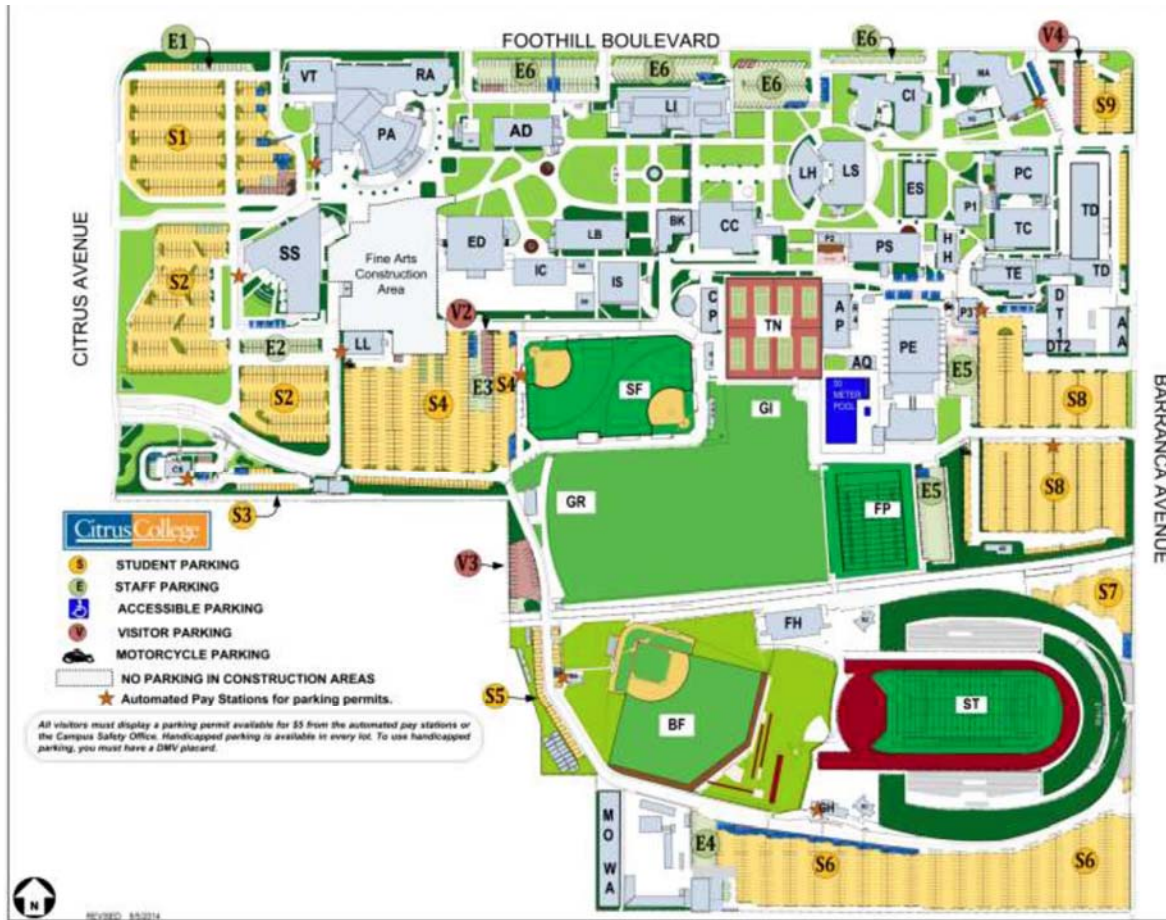 FOOTHILL BOULEVARD
E1
E6
V4
VT
RA
E6
E6
E6
MA
S9
S1
PA
AD
LI
CI
LH
LS
ES
PC
P1
TD
CITRUS AVENUE
SS
Fine Arts
Construction
Area
ED
LB
BK
CC
P2
PS
H
H
TC
S2
IC
IS
TE
TD
V2
C
P
TN
A
P
P3
D
T
1
A
A
E2
LL
E3
S4
AQ
PE
DT2
S2
S4
SF
GI
50
METER
POOL
E5
S8
BARRANCA AVENUE
CS
S3
GR
FP
E5
S8
Citrus College
S STUDENT PARKING
E STAFF PARKING
ACCESSIBLE PARKING
V VISITOR PARKING
MOTORCYCLE PARKING
NO PARKING IN CONSTRUCTION AREAS
Automated Pay Stations for parking permits.
All visitors must display a parking permit available for $5 from the automated pay stations or
the Campus Safety Office. Handicapped parking is available in every lot. To use handicapped
parking, you must have a DMV placard.
V3
S7
FH
S5
BF
ST
GH
M
O
W
A
E4
S6
S6
N
REVISED 8/5/2014